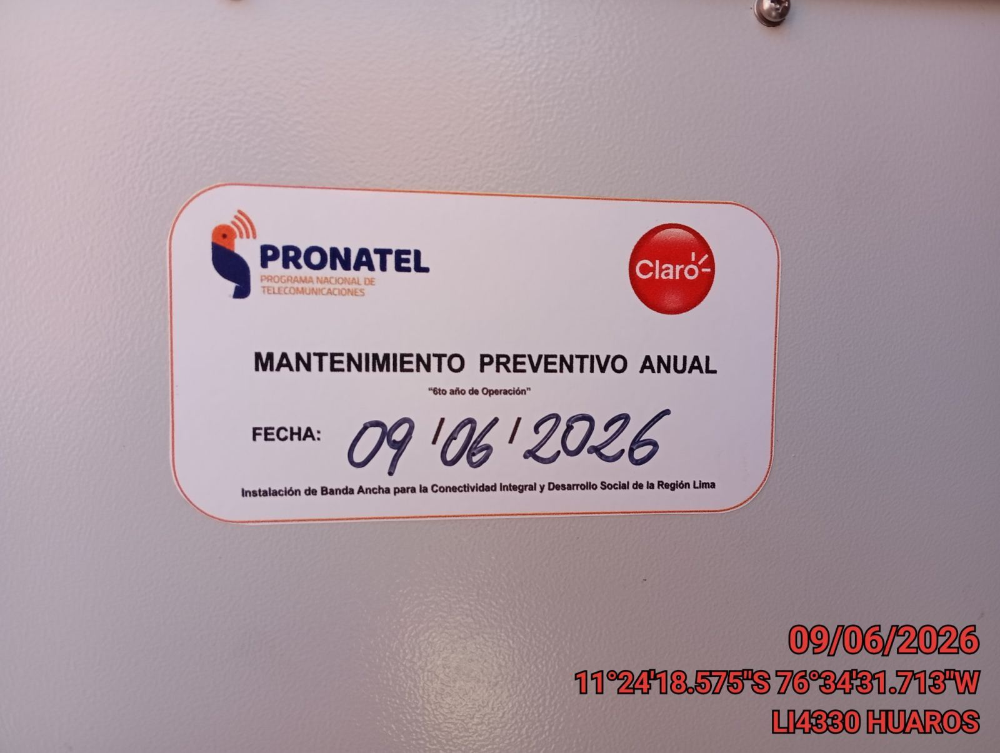 PRONATEL
PROGRAMA NACIONAL DE
TELECOMUNICACIONES
Claro
MANTENIMIENTO PREVENTIVO ANUAL
"6to año de Operación"
FECHA: 09/06/2026
Instalación de Banda Ancha para la Conectividad Integral y Desarrollo Social de la Región Lima
09/06/2026
11°24'18.575"S 76°34'31.713"W
LI4330 HUAROS